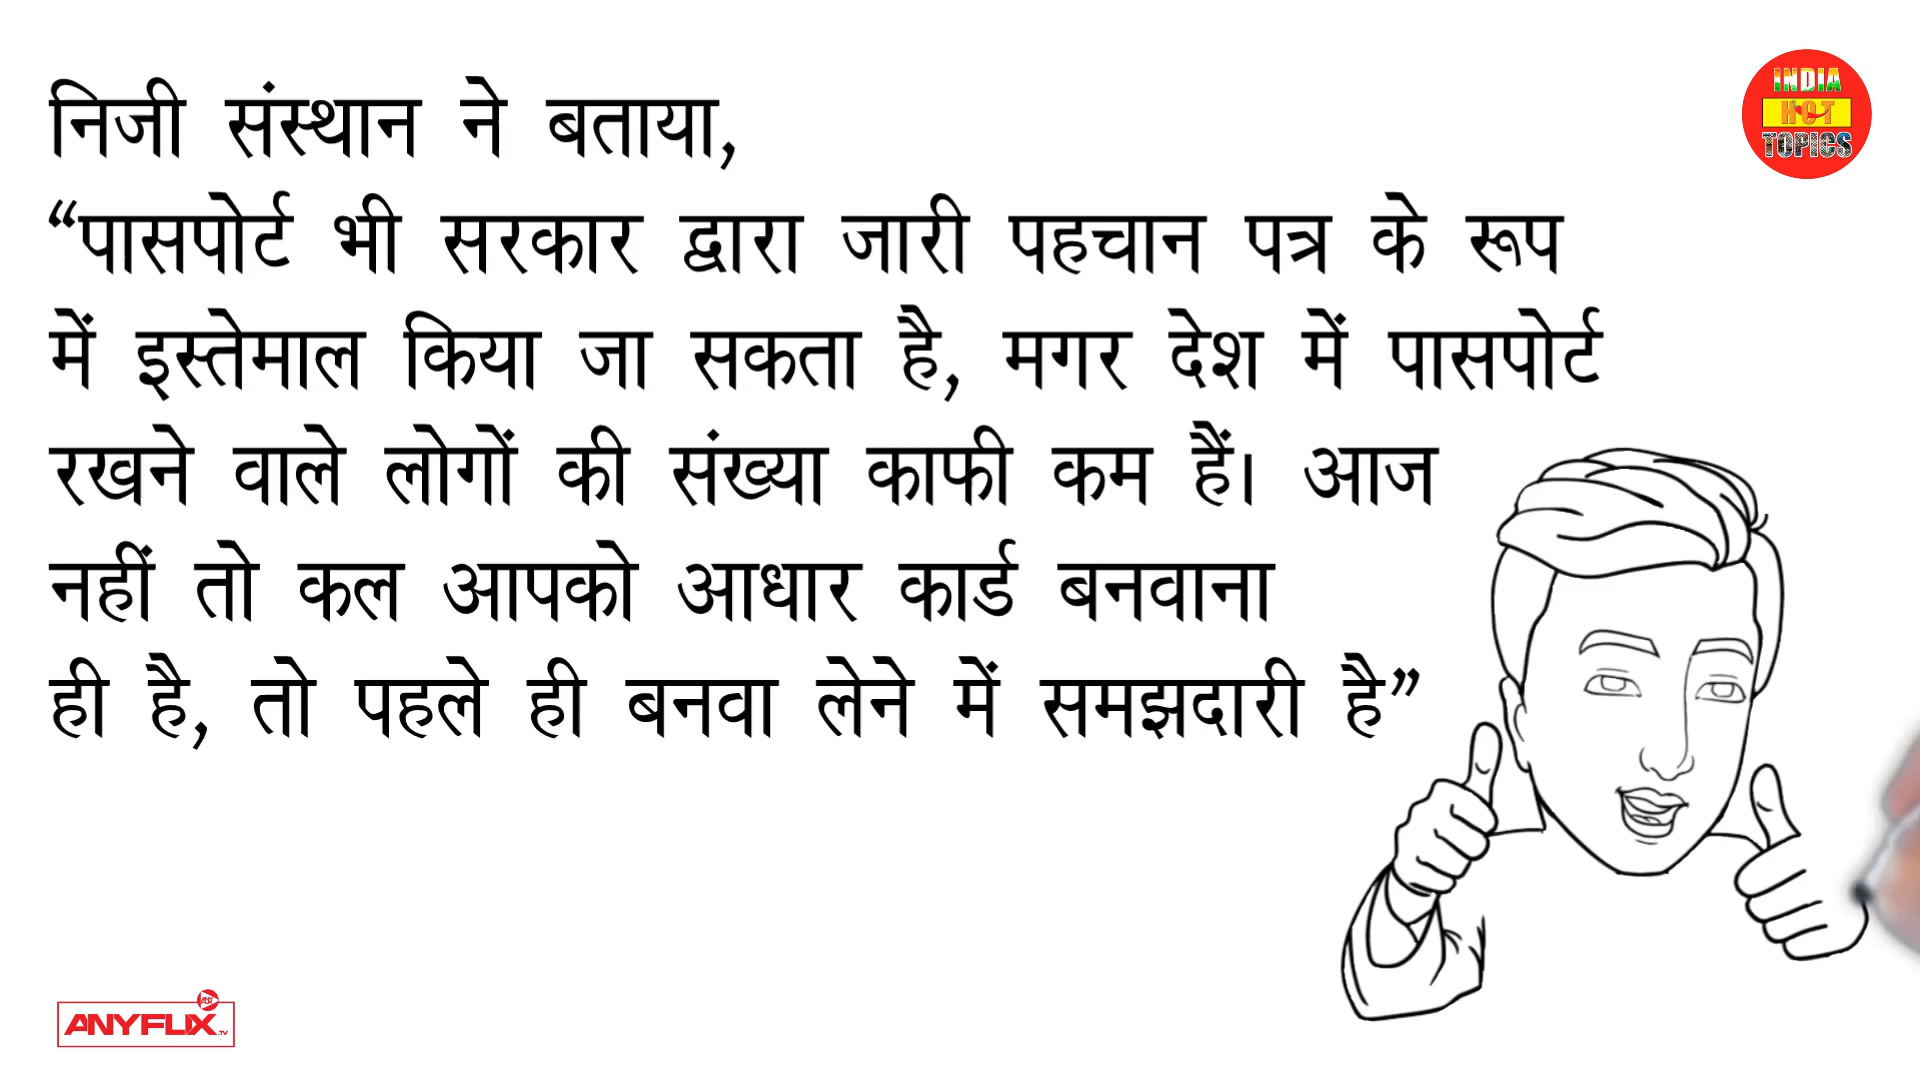 निजी संस्थान ने बताया,
“पासपोर्ट भी सरकार द्वारा जारी पहचान पत्र के रूप
में इस्तेमाल किया जा सकता है, मगर देश में पासपोर्ट
रखने वाले लोगों की संख्या काफी कम हैं। आज
नहीं तो कल आपको आधार कार्ड बनवाना
ही है, तो पहले ही बनवा लेने में समझदारी है”
INDIA
HOT
TOPICS
ANYFLIX.TV